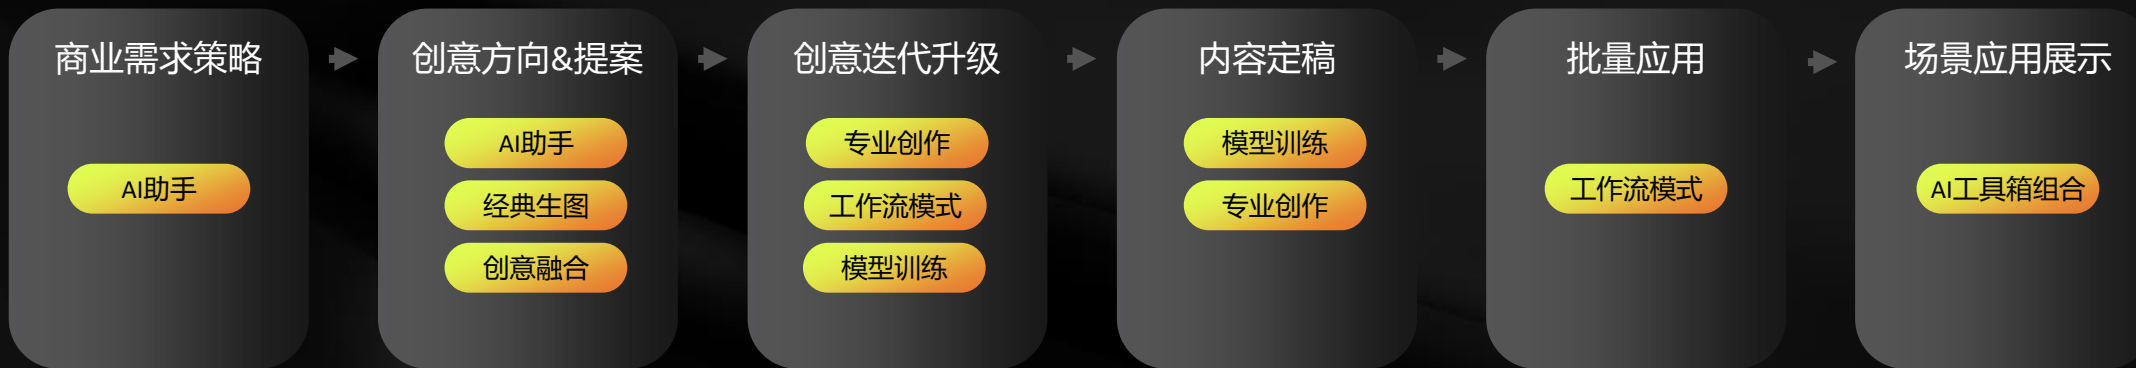 商业需求策略
AI助手
创意方向&提案
AI助手
经典生图
创意融合
创意迭代升级
专业创作
工作流模式
模型训练
内容定稿
模型训练
专业创作
批量应用
工作流模式
场景应用展示
AI工具箱组合